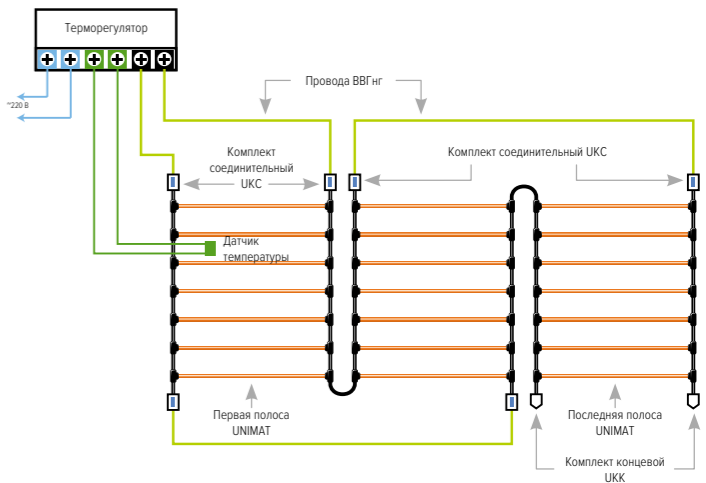 Терморегулятор
~220 В
Провода ВВГнг
Комплект
соединительный
UKC
Комплект соединительный UKC
Датчик
температуры
Первая полоса
UNIMAT
Последняя полоса
UNIMAT
Комплект концевой
UKK